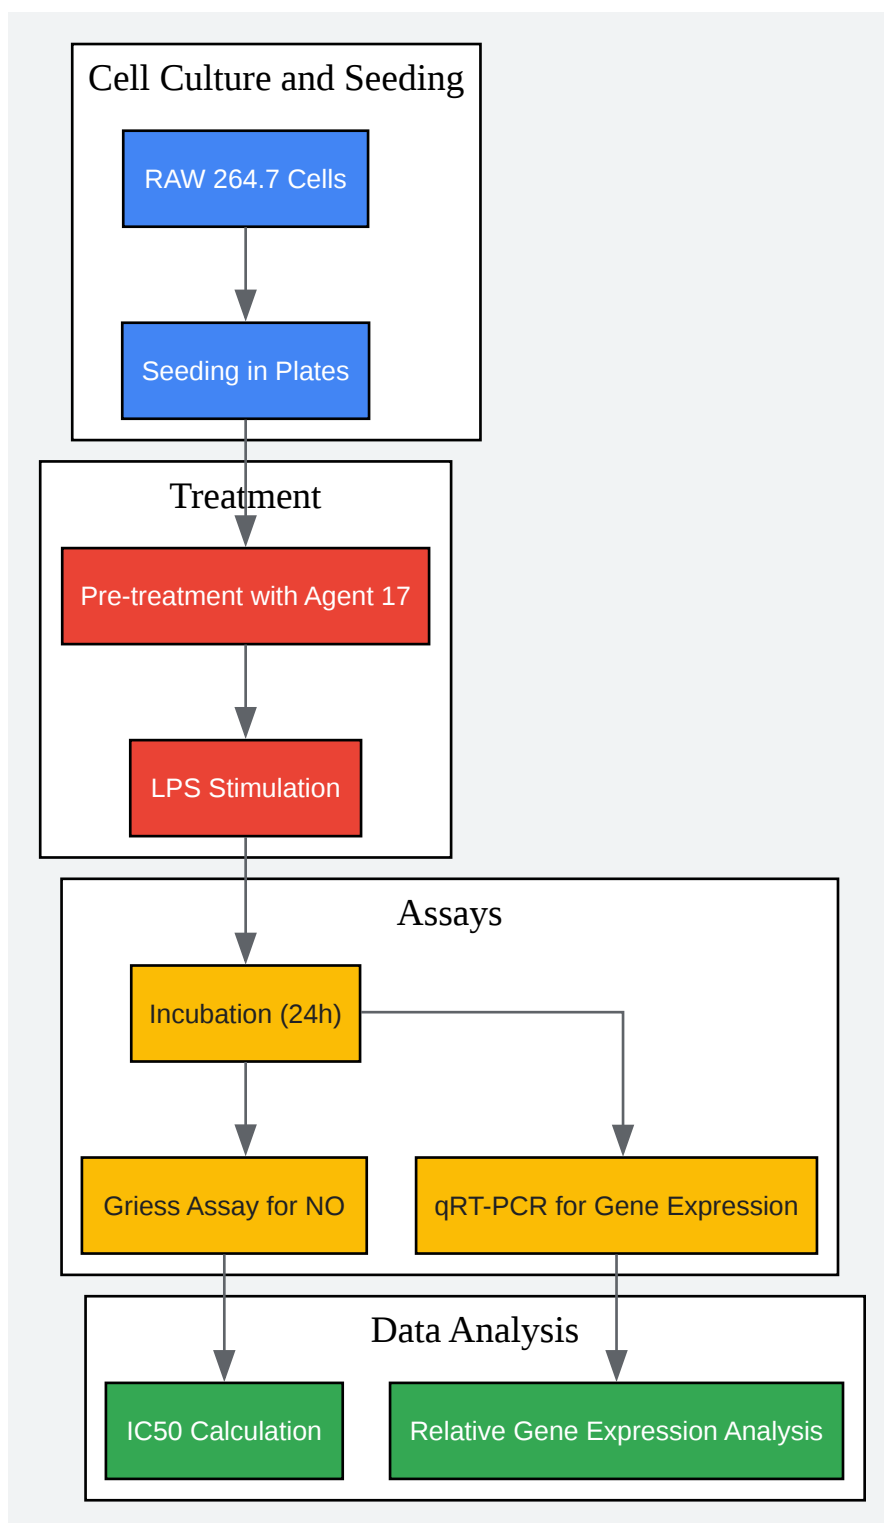 Cell Culture and Seeding
RAW 264.7 Cells
Seeding in Plates
Treatment
Pre-treatment with Agent 17
LPS Stimulation
Assays
Incubation (24h)
Griess Assay for NO
qRT-PCR for Gene Expression
Data Analysis
IC50 Calculation
Relative Gene Expression Analysis